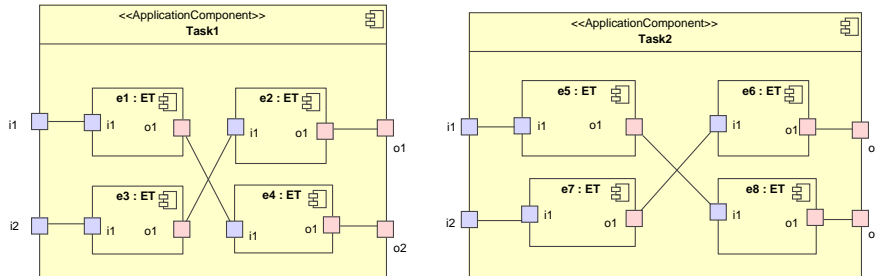 <<ApplicationComponent>>
Task1
e1 : ET
e2 : ET
i1
i1
o1
i1
o1
o1
e3 : ET
e4 : ET
i2
i1
o1
i1
o1
o2
<<ApplicationComponent>>
Task2
e5 : ET
e6 : ET
i1
i1
o1
i1
o1
o
e7 : ET
e8 : ET
i2
i1
o1
i1
o1
o